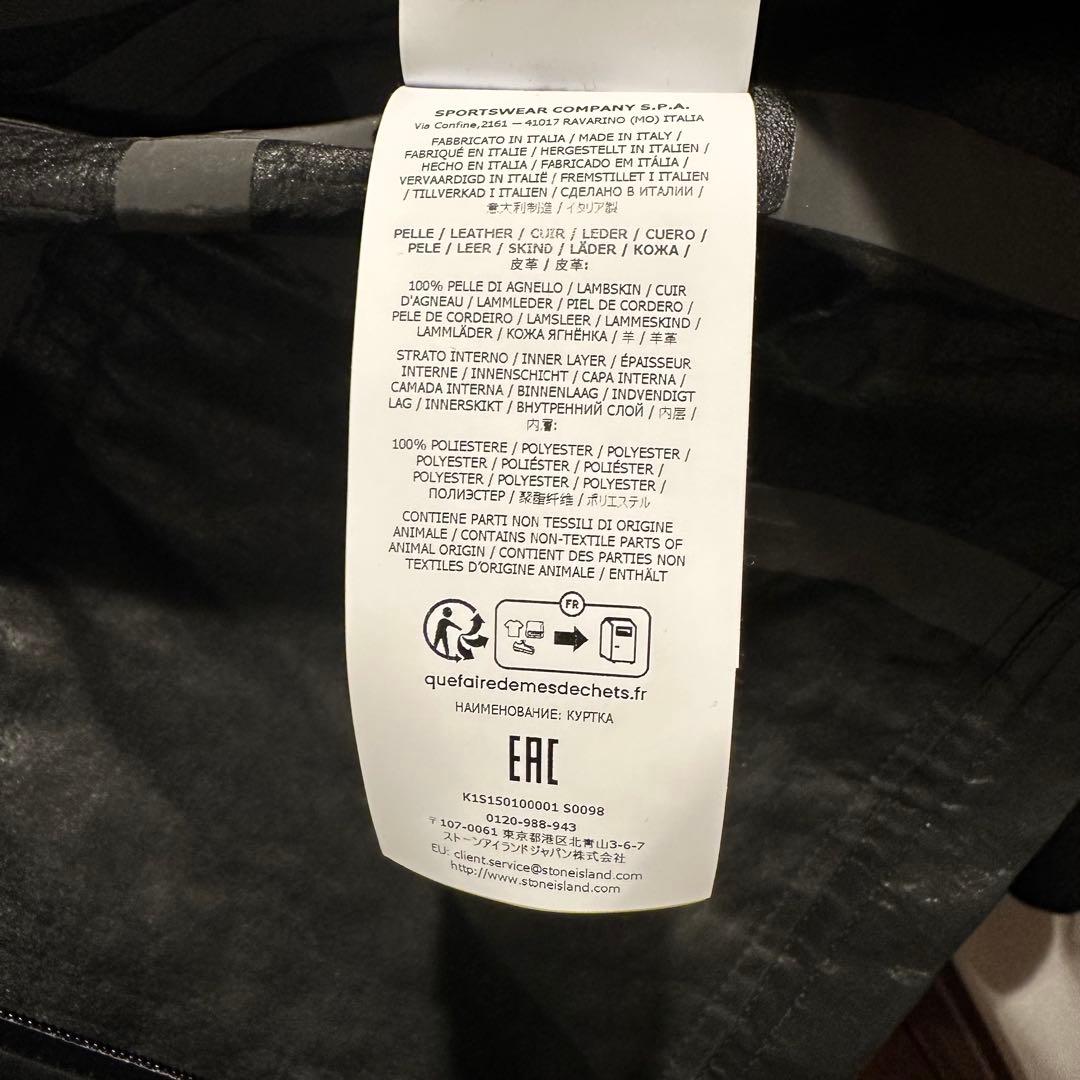 SPORTSWEAR COMPANY S.P.A.
Via Confine,2161 — 41017 RAVARINO (MO) ITALIA
FABBRICATO IN ITALIA / MADE IN ITALY /
FABRIQUÉ EN ITALIE / HERGESTELLT IN ITALIEN /
HECHO EN ITALIA / FABRICADO EM ITÁLIA /
VERVAARDIGD IN ITALIË / FREMSTILLET I ITALIEN
/ TILLVERKAD I ITALIEN / СДЕЛАНО В ИТАЛИИ /
意大利制造 / イタリア製
PELLE / LEATHER / CUIR / LEDER / CUERO /
PELE / LEER / SKIND / LÄDER / КОЖА /
皮革 / 皮革:
100% PELLE DI AGNELLO / LAMBSKIN / CUIR
D'AGNEAU / LAMMLEDER / PIEL DE CORDERO /
PELE DE CORDEIRO / LAMSLEER / LAMMESKIND /
LAMMLÄDER / КОЖА ЯГНЁНКА / 羊 / 羊革
STRATO INTERNO / INNER LAYER / ÉPAISSEUR
INTERNE / INNENSCHICHT / CAPA INTERNA /
CAMADA INTERNA / BINNENLAAG / INDVENDIGT
LAG / INNERSKIKT / ВНУТРЕННИЙ СЛОЙ / 内层 /
内層:
100% POLIESTERE / POLYESTER / POLYESTER /
POLYESTER / POLIÉSTER / POLIÉSTER /
POLYESTER / POLYESTER / POLYESTER /
ПОЛИЭСТЕР / 聚酯纤维 / ポリエステル
CONTIENE PARTI NON TESSILI DI ORIGINE
ANIMALE / CONTAINS NON-TEXTILE PARTS OF
ANIMAL ORIGIN / CONTIENT DES PARTIES NON
TEXTILES D'ORIGINE ANIMALE / ENTHÄLT
FR
quefairedemesdechets.fr
НАИМЕНОВАНИЕ: КУРТКА
EAC
K1S150100001 S0098
0120-988-943
〒107-0061 東京都港区北青山3-6-7
ストーンアイランドジャパン株式会社
EU: client.service@stoneisland.com
http://www.stoneisland.com